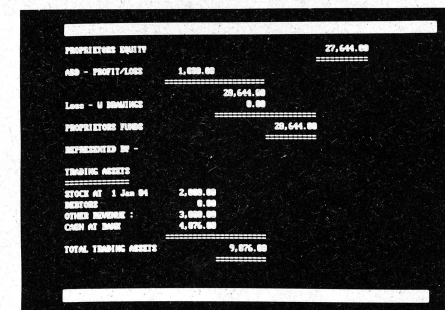 PROPRIETORS EQUITY 27,644.00
ADD - PROFIT/LOSS 1,000.00
28,644.00
Less - W DRAWINGS 0.00
PROPRIETORS FUNDS 28,644.00
REPRESENTED BY -
TRADING ASSETS
STOCK AT 1 Jan 84 2,000.00
DEBTORS 0.00
OTHER REVENUE : 3,000.00
CASH AT BANK 4,076.00
TOTAL TRADING ASSETS 9,076.00